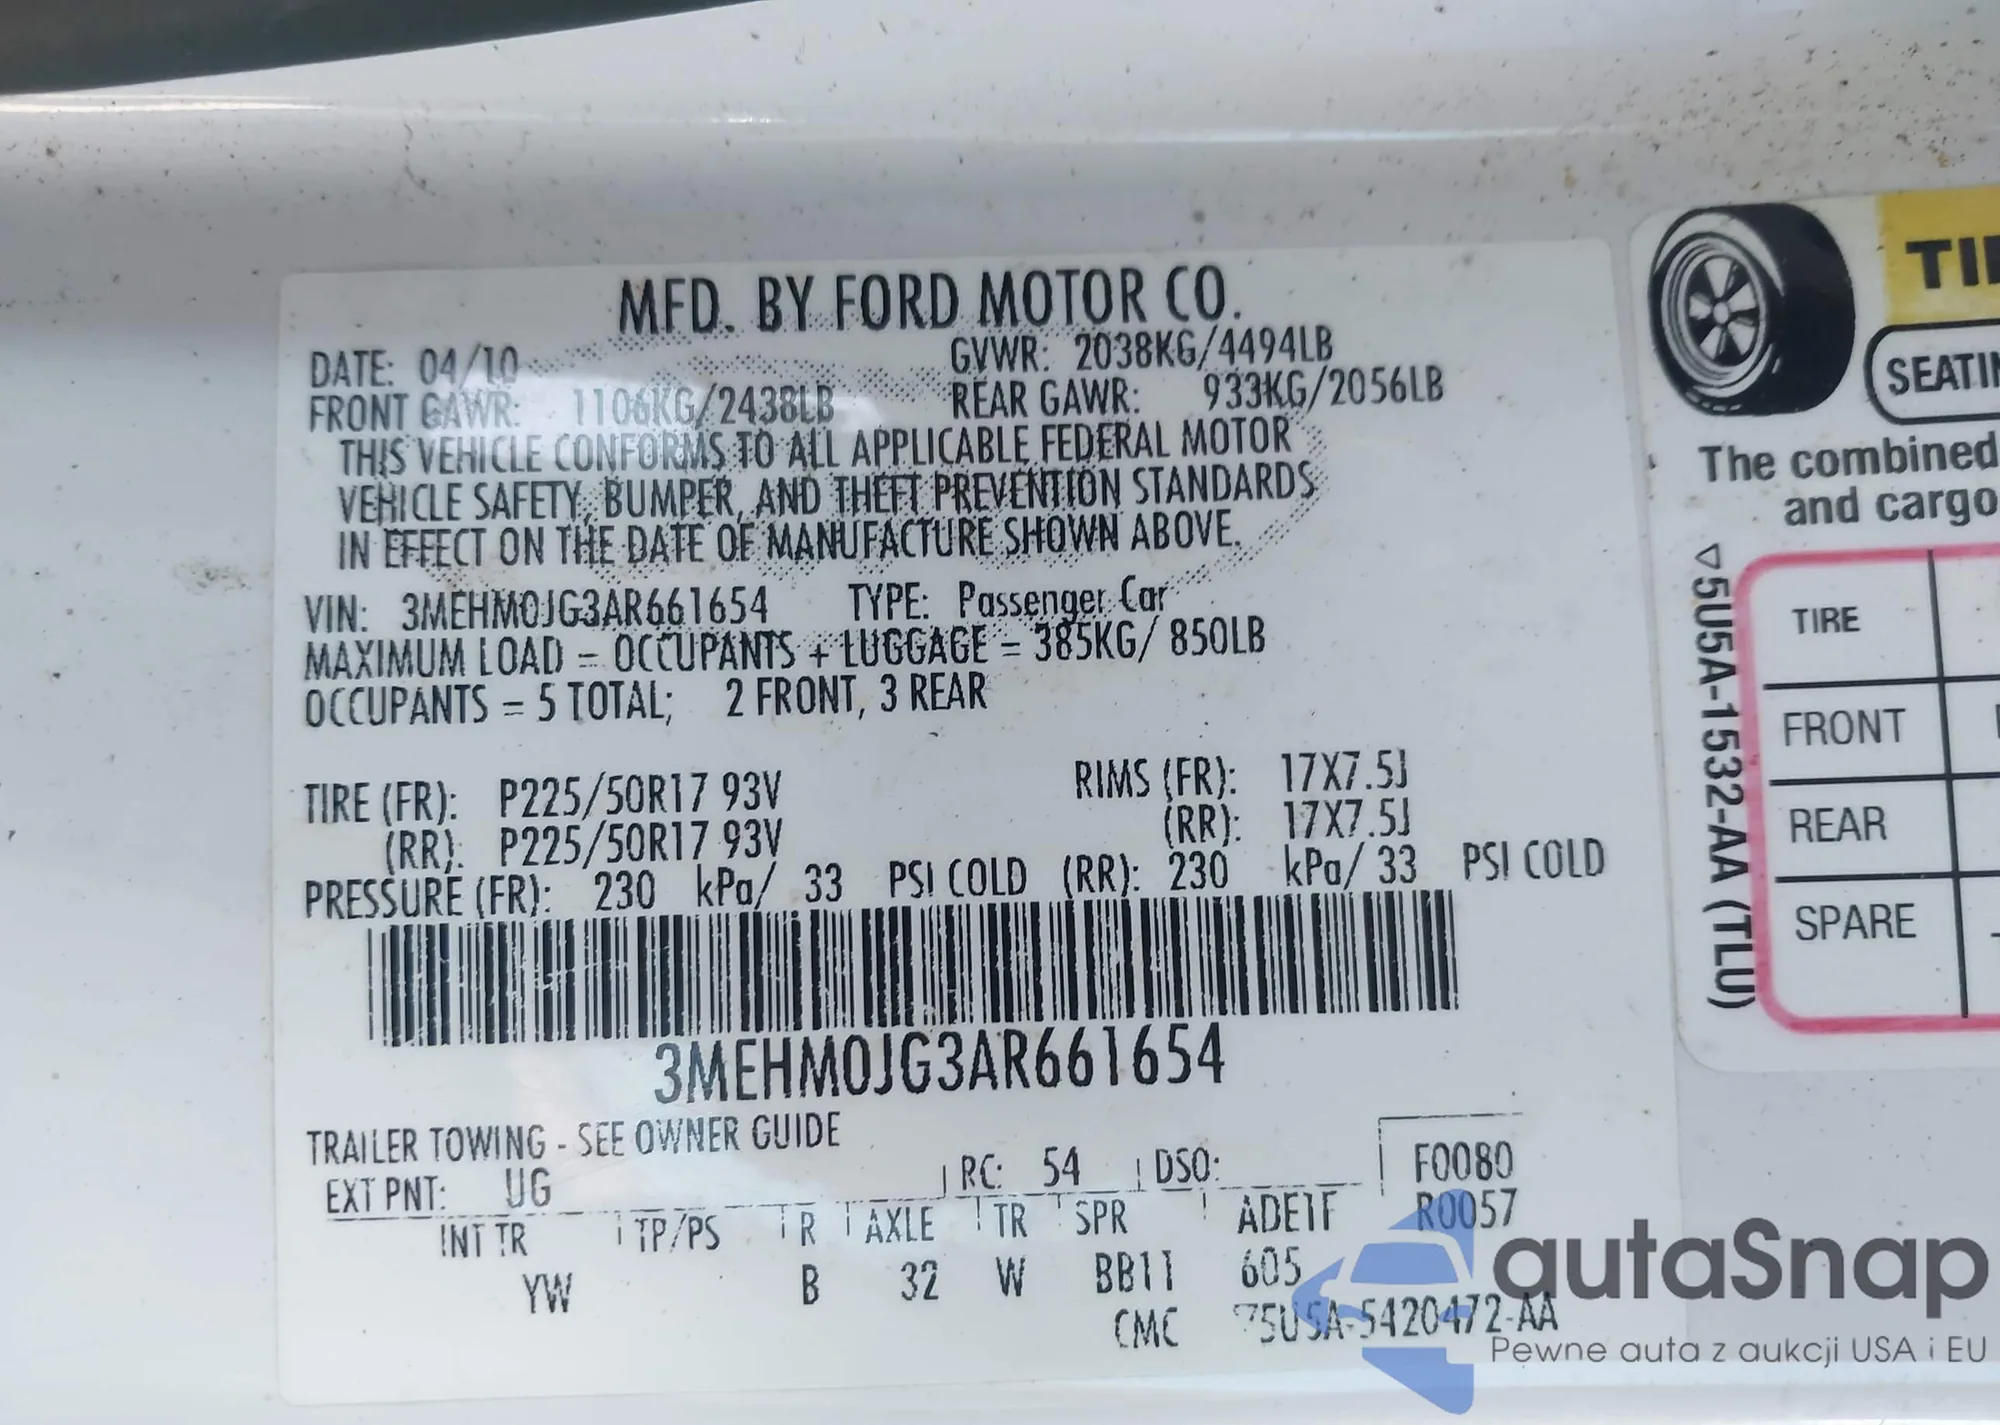 MFD. BY FORD MOTOR CO.
DATE: 04/10 GVWR: 2038KG/4494LB
FRONT GAWR: 1106KG/2438LB REAR GAWR: 933KG/2056LB
THIS VEHICLE CONFORMS TO ALL APPLICABLE FEDERAL MOTOR
VEHICLE SAFETY, BUMPER, AND THEFT PREVENTION STANDARDS
IN EFFECT ON THE DATE OF MANUFACTURE SHOWN ABOVE.
VIN: 3MEHM0JG3AR661654 TYPE: Passenger Car
MAXIMUM LOAD = OCCUPANTS + LUGGAGE = 385KG/ 850LB
OCCUPANTS = 5 TOTAL; 2 FRONT, 3 REAR
TIRE (FR): P225/50R17 93V RIMS (FR): 17X7.5J
(RR): P225/50R17 93V (RR): 17X7.5J
PRESSURE (FR): 230 kPa/ 33 PSI COLD (RR): 230 kPa/ 33 PSI COLD
3MEHM0JG3AR661654
TRAILER TOWING - SEE OWNER GUIDE
EXT PNT: UG RC: 54 DSO: F0080
R0057
INT TR TP/PS R AXLE TR SPR ADE1F
YW B 32 W BB11 605
CMC 5U5A-5420472-AA
SEATIN
The combined
and cargo
5U5A-1532-AA (TLU)
TIRE
FRONT
REAR
SPARE
autaSnap
Pewne auta z aukcji USA i EU